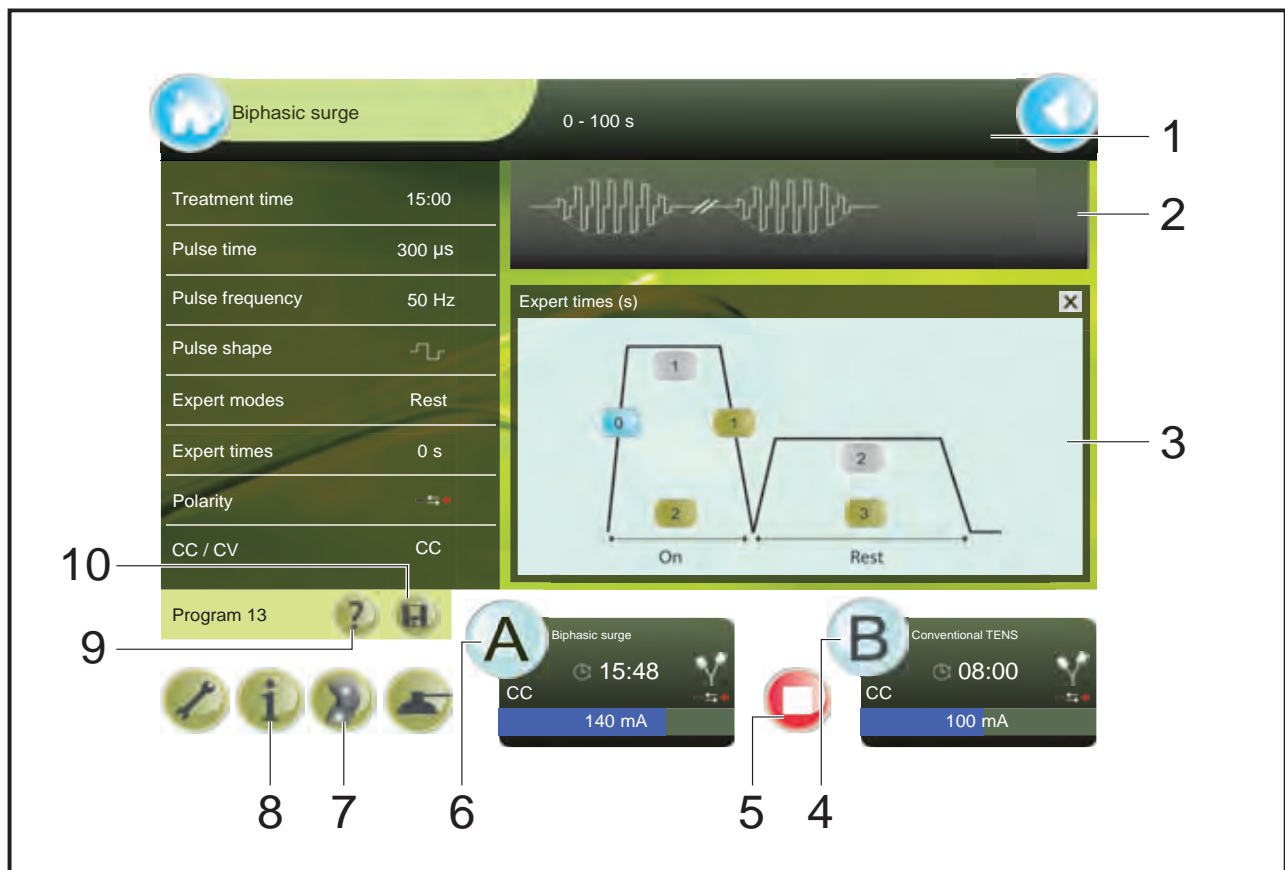 Biphasic surge
0 - 100 s
1
Treatment time 15:00
2
Pulse time 300 µs
Pulse frequency 50 Hz
Expert times (s)
Pulse shape
1
Expert modes Rest
0
1
3
Expert times 0 s
2
Polarity
2
3
CC / CV CC
On
Rest
10
Program 13 ?
A
Biphasic surge
B
Conventional TENS
9
15:48
08:00
i
CC
CC
140 mA
100 mA
8 7 6 5 4